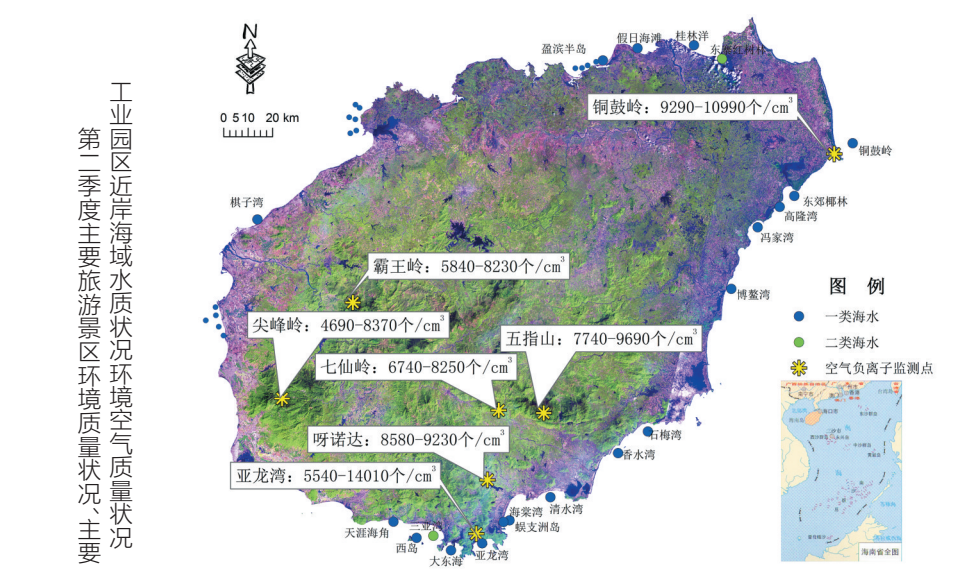 第二季度主要旅游景区环境质量状况、主要
工业园区近岸海域水质状况环境空气质量状况
N
0 5 10 20 km
盈滨半岛
假日海滩
桂林洋
铜鼓岭：9290-10990个/cm³
铜鼓岭
东郊椰林
高隆湾
冯家湾
博鳌湾
棋子湾
霸王岭：5840-8230个/cm³
尖峰岭：4690-8370个/cm³
五指山：7740-9690个/cm³
七仙岭：6740-8250个/cm³
呀诺达：8580-9230个/cm³
亚龙湾：5540-14010个/cm³
石梅湾
香水湾
清水湾
海棠湾
蜈支洲岛
天涯海角
三亚湾
西岛
大东海
亚龙湾
图 例
一类海水
二类海水
空气负离子监测点
海南省全图